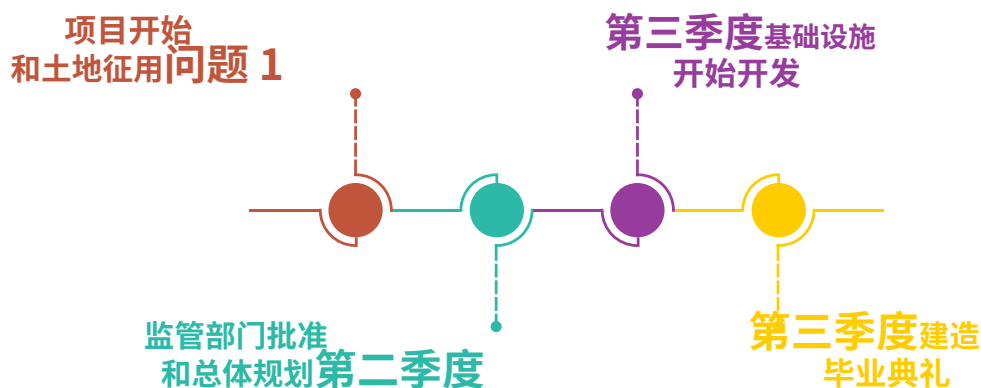 项目开始
和土地征用问题 1
第三季度基础设施
开始开发
监管部门批准
和总体规划第二季度
第三季度建造
毕业典礼